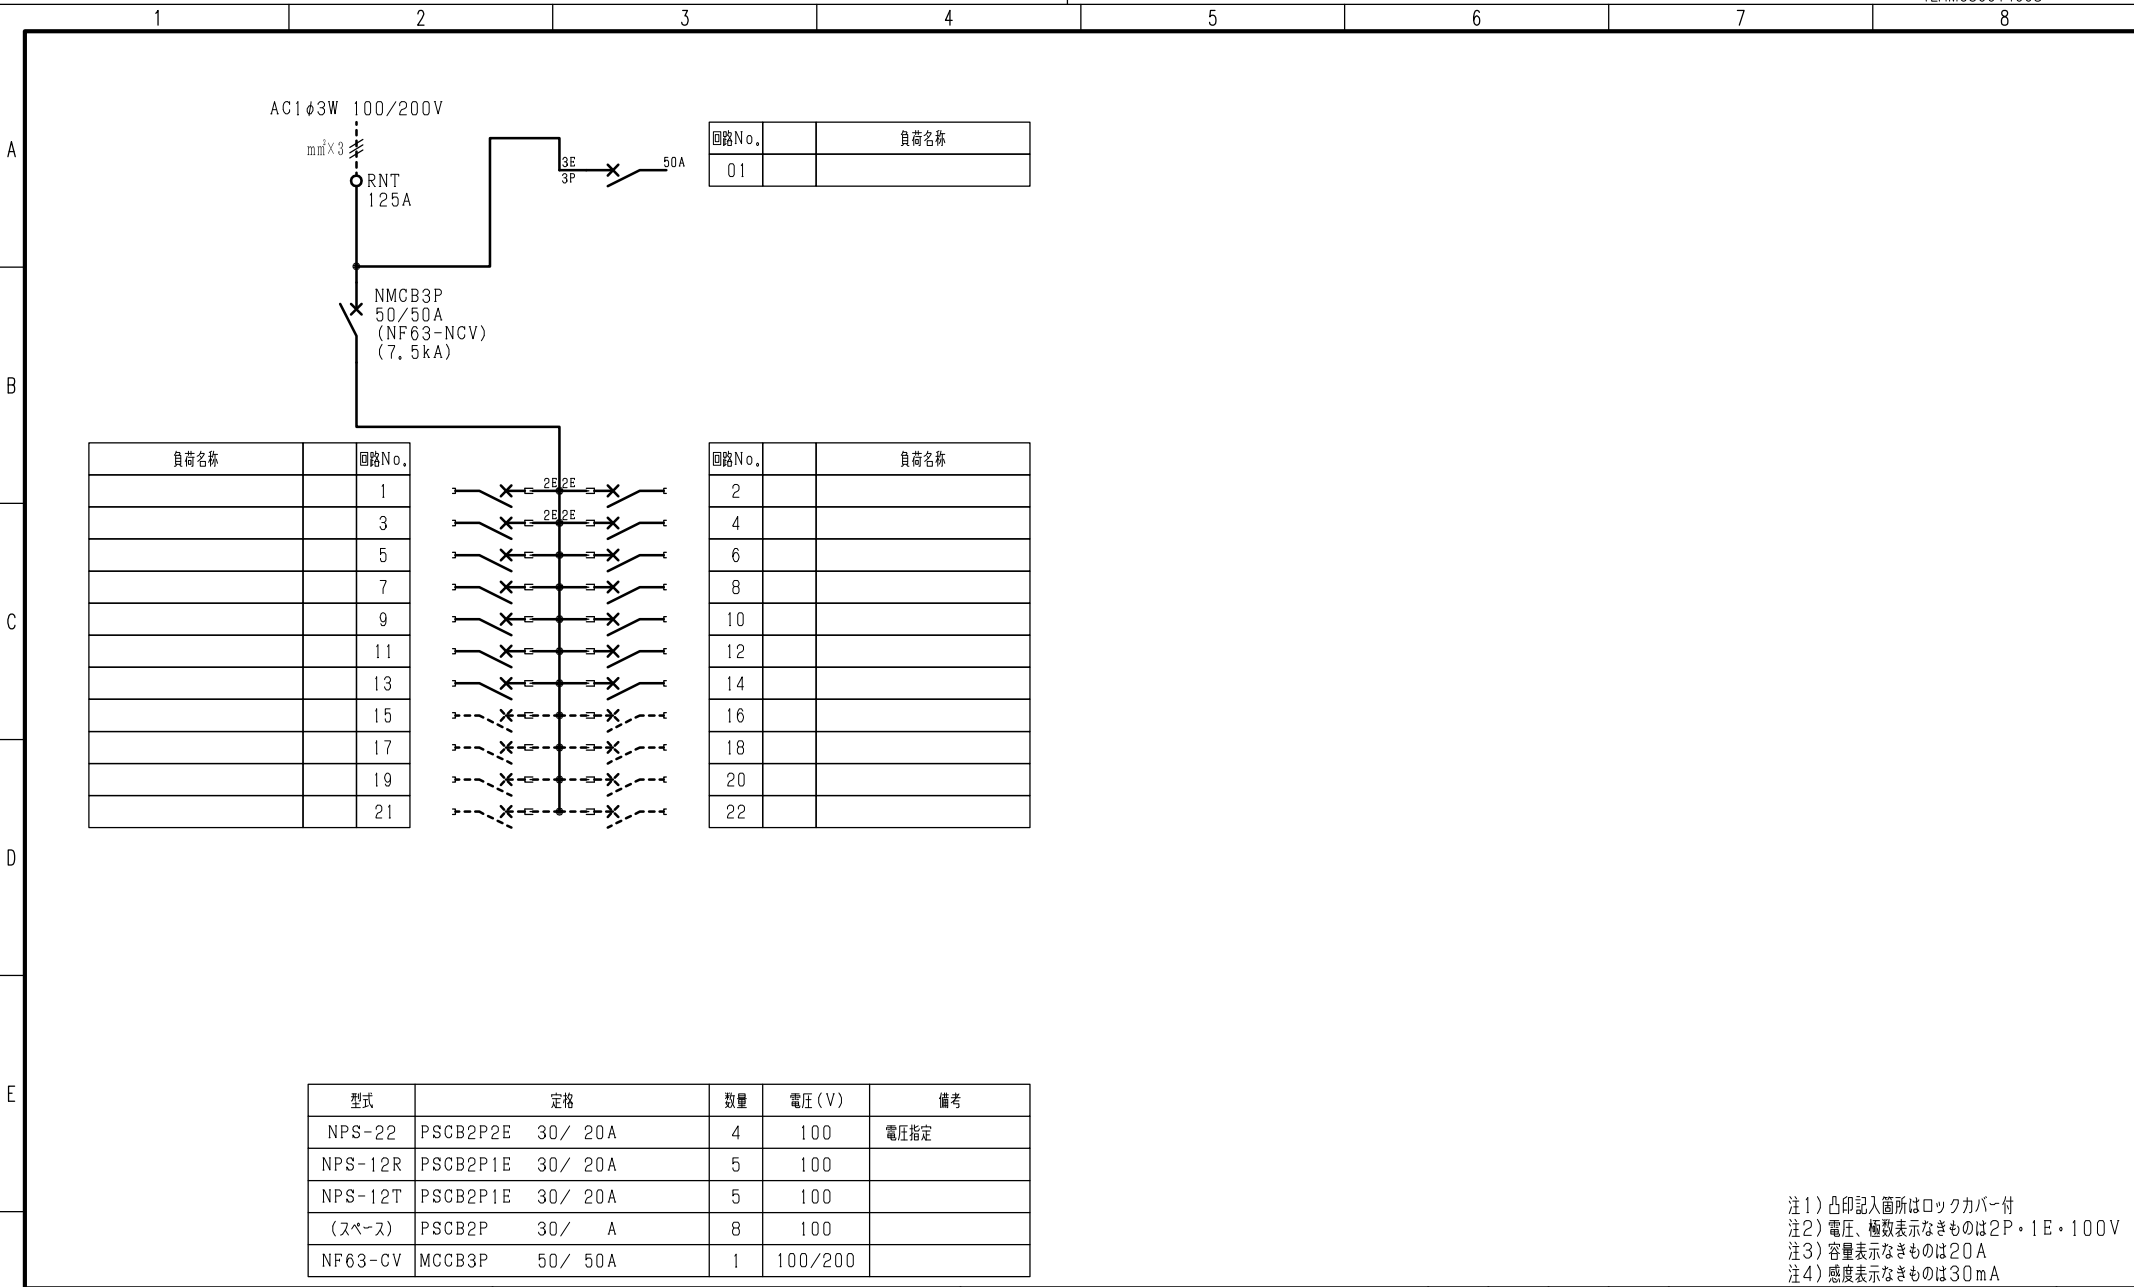 1 2 3 4 5 6 7 8
A
B
C
D
E
AC1φ3W 100/200V
mm²×3
RNT
125A
3E
3P
50A
回路No. 負荷名称
01
NMCB3P
50/50A
(NF63-NCV)
(7.5kA)
負荷名称 回路No.
1
3
5
7
9
11
13
15
17
19
21
2E 2E
2E 2E
回路No. 負荷名称
2
4
6
8
10
12
14
16
18
20
22
型式 定格 数量 電圧(V) 備考
NPS-22 PSCB2P2E 30/ 20A 4 100 電圧指定
NPS-12R PSCB2P1E 30/ 20A 5 100
NPS-12T PSCB2P1E 30/ 20A 5 100
(スペース) PSCB2P 30/ A 8 100
NF63-CV MCCB3P 50/ 50A 1 100/200
注1)凸印記入箇所はロックカバー付
注2)電圧、極数表示なきものは2P・1E・100V
注3)容量表示なきものは20A
注4)感度表示なきものは30mA